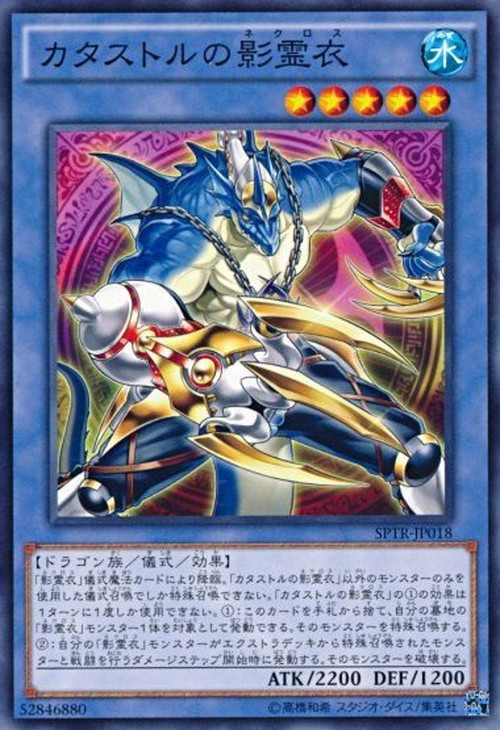 カタストルの影霊衣
ネクロス
水
SPTR-JP018
【ドラゴン族／儀式／効果】
「影霊衣」儀式魔法カードにより降臨。「カタストルの影霊衣」以外のモンスターのみを
使用した儀式召喚でしか特殊召喚できない。「カタストルの影霊衣」の①の効果は
１ターンに１度しか使用できない。①：このカードを手札から捨て、自分の墓地の
「影霊衣」モンスター１体を対象として発動できる。そのモンスターを特殊召喚する。
②：自分の「影霊衣」モンスターがエクストラデッキから特殊召喚されたモンス
ターと戦闘を行うダメージステップ開始時に発動する。そのモンスターを破壊する。
ATK/2200 DEF/1200
52846880
©高橋和希 スタジオ・ダイス/集英社